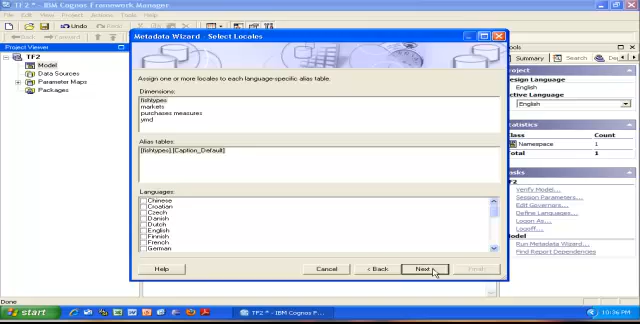 TF2 * - IBM Cognos Framework Manager
File Edit View Project Actions Tools Help
Undo
Back Forward
Project Viewer
TF2
Model
Data Sources
Parameter Maps
Packages
Metadata Wizard - Select Locales
Assign one or more locales to each language-specific alias table.
Dimensions:
fishtypes
markets
purchases measures
ymd
Alias tables:
[fishtypes].[Caption_Default]
Languages:
Chinese
Croatian
Czech
Danish
Dutch
English
Finnish
French
German
Help Cancel < Back Next >
Tools
Summary Search
Project
Design Language
English
Active Language
English
Statistics
Class Count
Namespace 1
Total 1
Tasks
TF2
Verify Model...
Session Parameters...
Edit Governors...
Define Languages...
Logon As...
Logoff...
Model
Run Metadata Wizard...
Find Report Dependencies
Done
start
TF2 * - IBM Cognos F...
10:36 PM